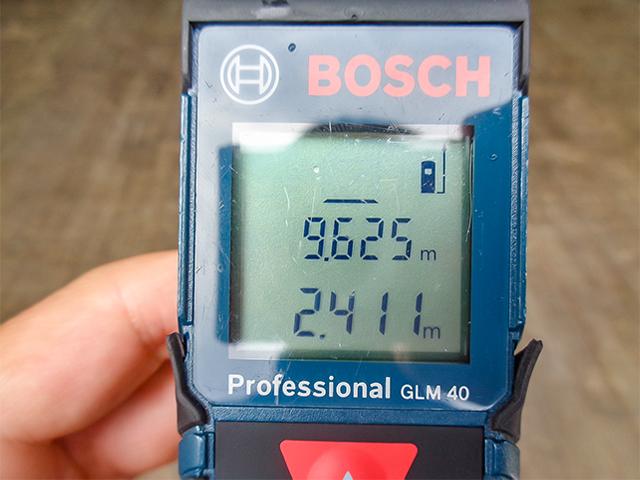 BOSCH
9.625 m
2.411 m
Professional GLM 40